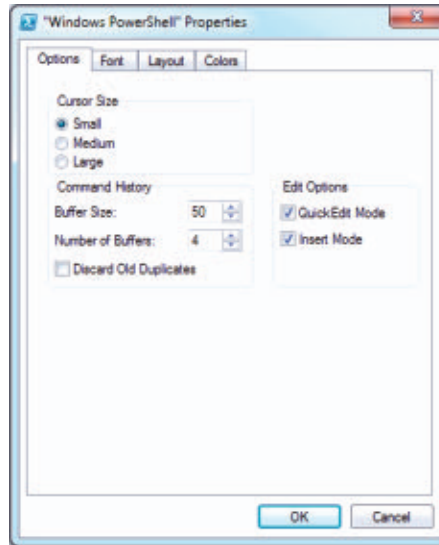 "Windows PowerShell" Properties
Options Font Layout Colors
Cursor Size
Small
Medium
Large
Command History
Buffer Size: 50
Number of Buffers: 4
Discard Old Duplicates
Edit Options
QuickEdit Mode
Insert Mode
OK Cancel